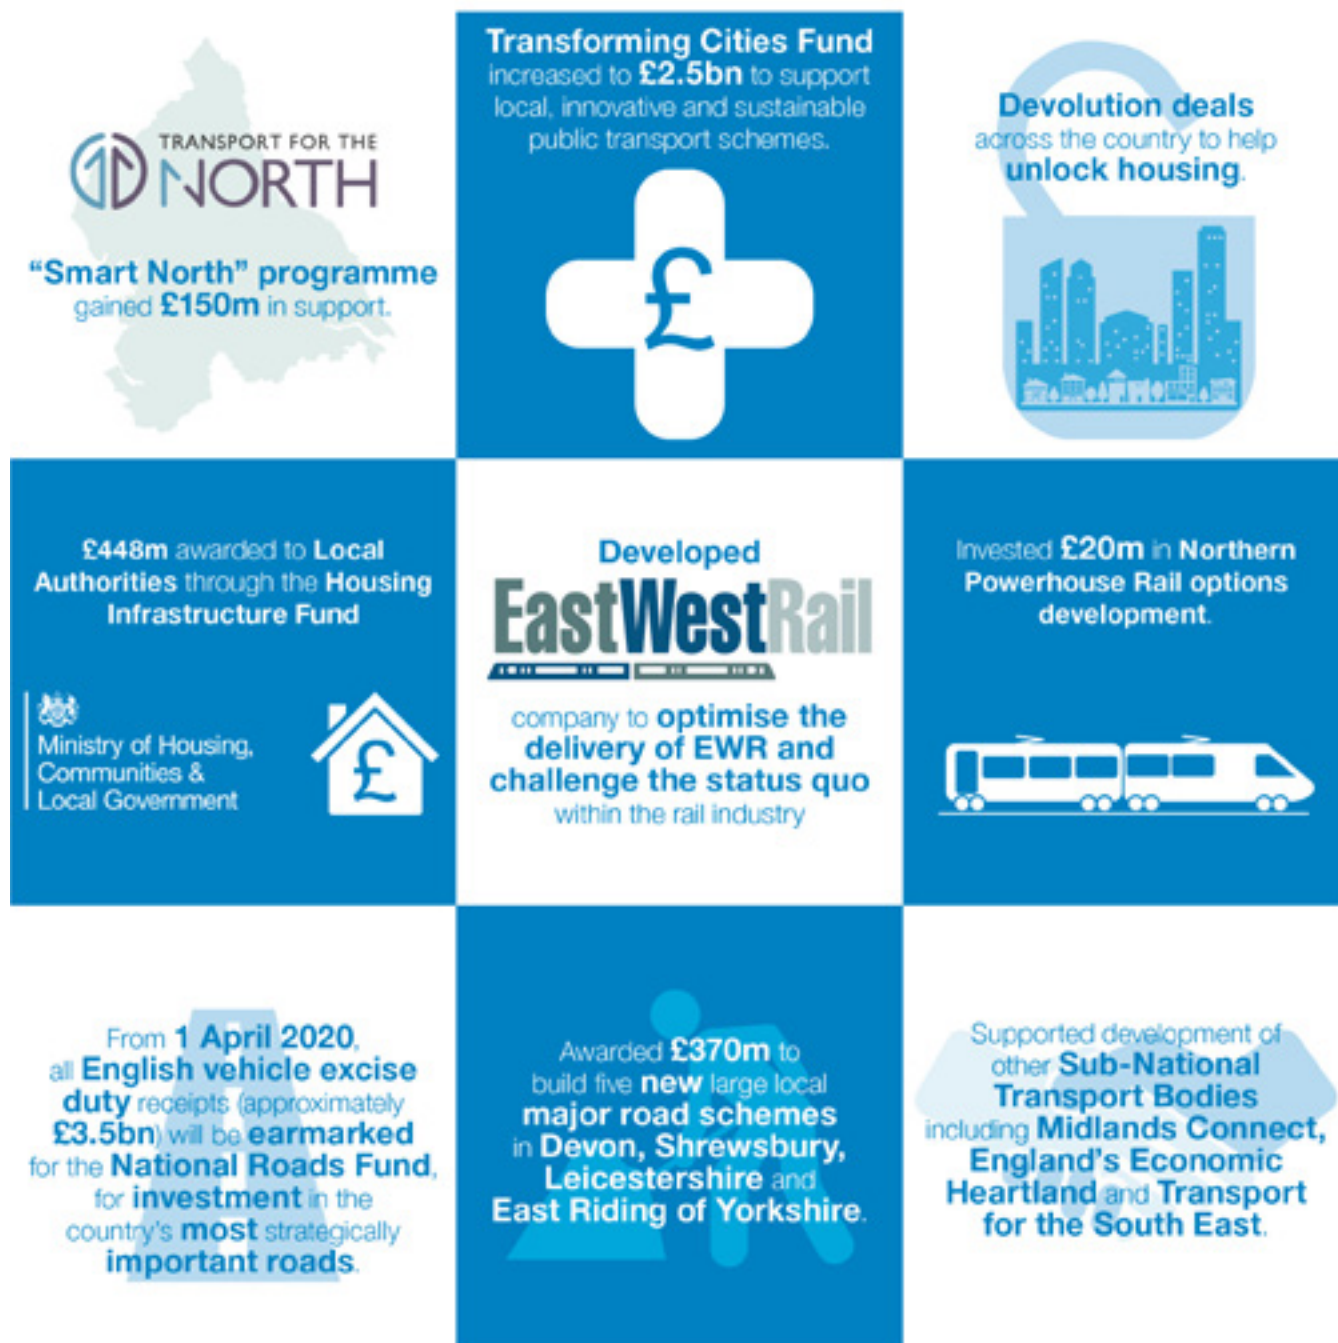 TRANSPORT FOR THE
NORTH
“Smart North” programme
gained £150m in support.
Transforming Cities Fund
increased to £2.5bn to support
local, innovative and sustainable
public transport schemes.
£
Devolution deals
across the country to help
unlock housing.
£448m awarded to Local
Authorities through the Housing
Infrastructure Fund
Ministry of Housing,
Communities &
Local Government
£
Developed
EastWestRail
company to optimise the
delivery of EWR and
challenge the status quo
within the rail industry
Invested £20m in Northern
Powerhouse Rail options
development.
From 1 April 2020,
all English vehicle excise
duty receipts (approximately
£3.5bn) will be earmarked
for the National Roads Fund,
for investment in the
country's most strategically
important roads.
Awarded £370m to
build five new large local
major road schemes
in Devon, Shrewsbury,
Leicestershire and
East Riding of Yorkshire.
Supported development of
other Sub-National
Transport Bodies
including Midlands Connect,
England's Economic
Heartland and Transport
for the South East.